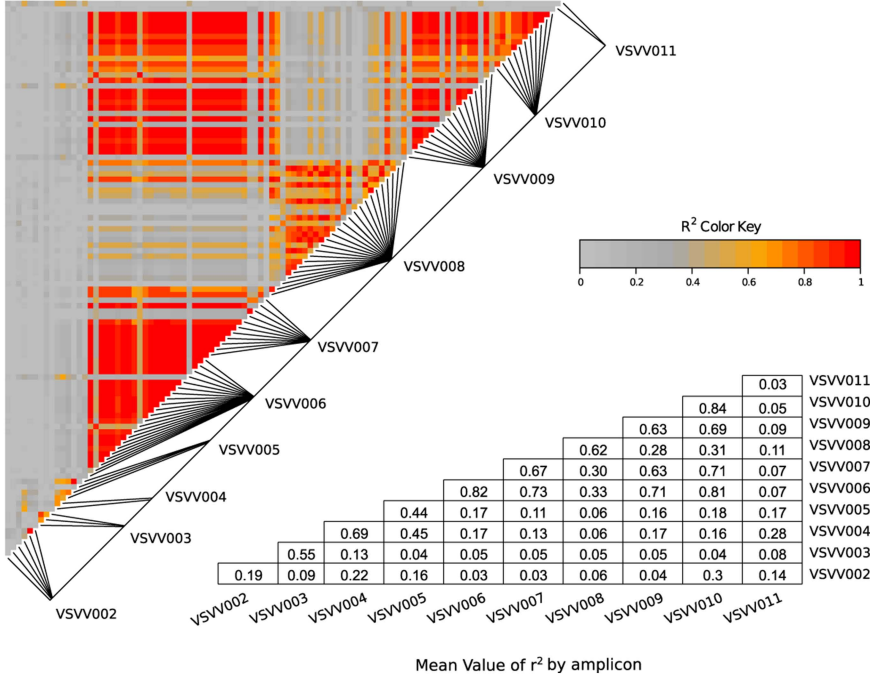 VSVV011
VSVV010
VSVV009
R2 Color Key
VSVV008
0 0.2 0.4 0.6 0.8 1
VSVV007
VSVV006
VSVV005
VSVV004
VSVV003
VSVV002
0.03 VSVV011
0.84 0.05 VSVV010
0.63 0.69 0.09 VSVV009
0.62 0.28 0.31 0.11 VSVV008
0.67 0.30 0.63 0.71 0.07 VSVV007
0.82 0.73 0.33 0.71 0.81 0.07 VSVV006
0.44 0.17 0.11 0.06 0.16 0.18 0.17 VSVV005
0.69 0.45 0.17 0.13 0.06 0.17 0.16 0.28 VSVV004
0.55 0.13 0.04 0.05 0.05 0.05 0.05 0.04 0.08 VSVV003
0.19 0.09 0.22 0.16 0.03 0.03 0.06 0.04 0.3 0.14 VSVV002
VSVV002 VSVV003 VSVV004 VSVV005 VSVV006 VSVV007 VSVV008 VSVV009 VSVV010 VSVV011
Mean Value of r2 by amplicon